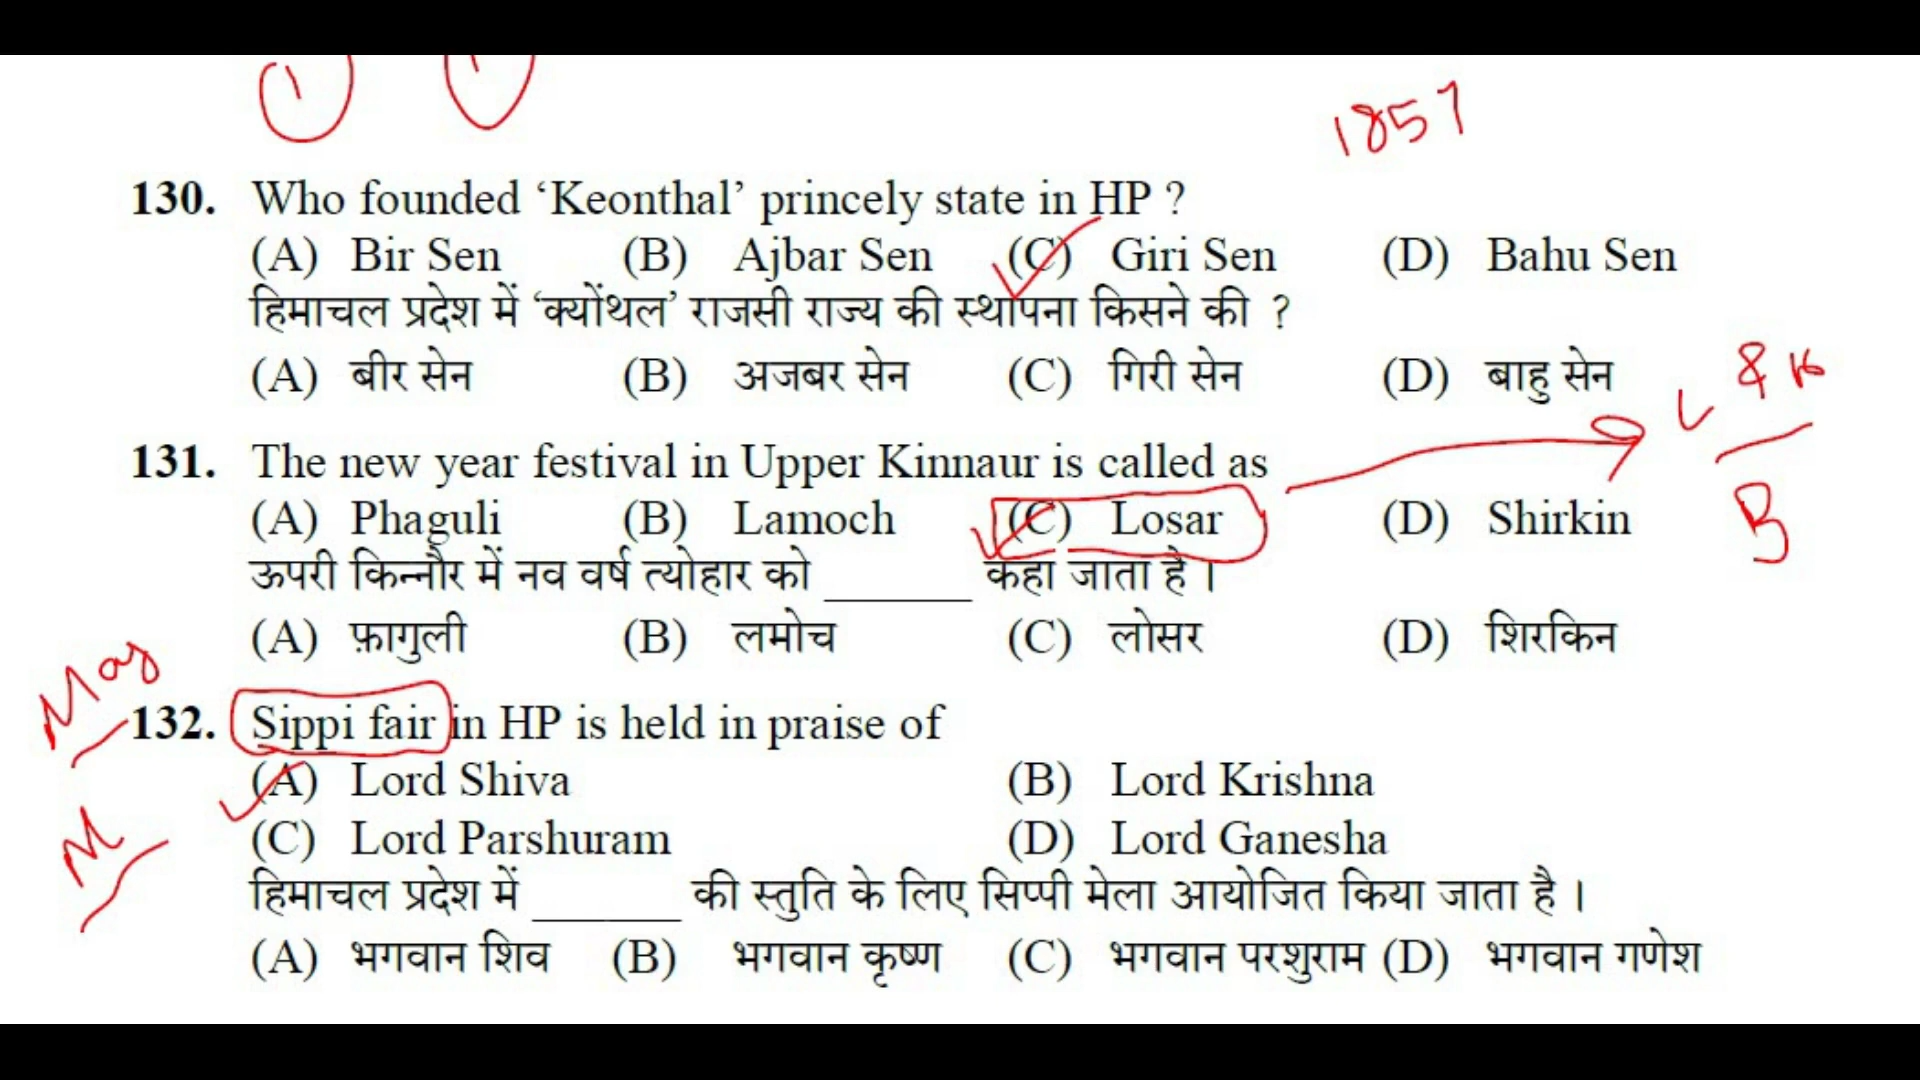 1857
130. Who founded ‘Keonthal’ princely state in HP ?
(A) Bir Sen (B) Ajbar Sen (C) Giri Sen (D) Bahu Sen
हिमाचल प्रदेश में ‘क्योंथल’ राजसी राज्य की स्थापना किसने की ?
(A) बीर सेन (B) अजबर सेन (C) गिरी सेन (D) बाहु सेन
131. The new year festival in Upper Kinnaur is called as
(A) Phaguli (B) Lamoch (C) Losar (D) Shirkin
ऊपरी किन्नौर में नव वर्ष त्योहार को ______ कहा जाता है ।
(A) फ़ागुली (B) लमोच (C) लोसर (D) शिरकिन
May
132. Sippi fair in HP is held in praise of
(A) Lord Shiva (B) Lord Krishna
M
(C) Lord Parshuram (D) Lord Ganesha
हिमाचल प्रदेश में ______ की स्तुति के लिए सिप्पी मेला आयोजित किया जाता है ।
(A) भगवान शिव (B) भगवान कृष्ण (C) भगवान परशुराम (D) भगवान गणेश